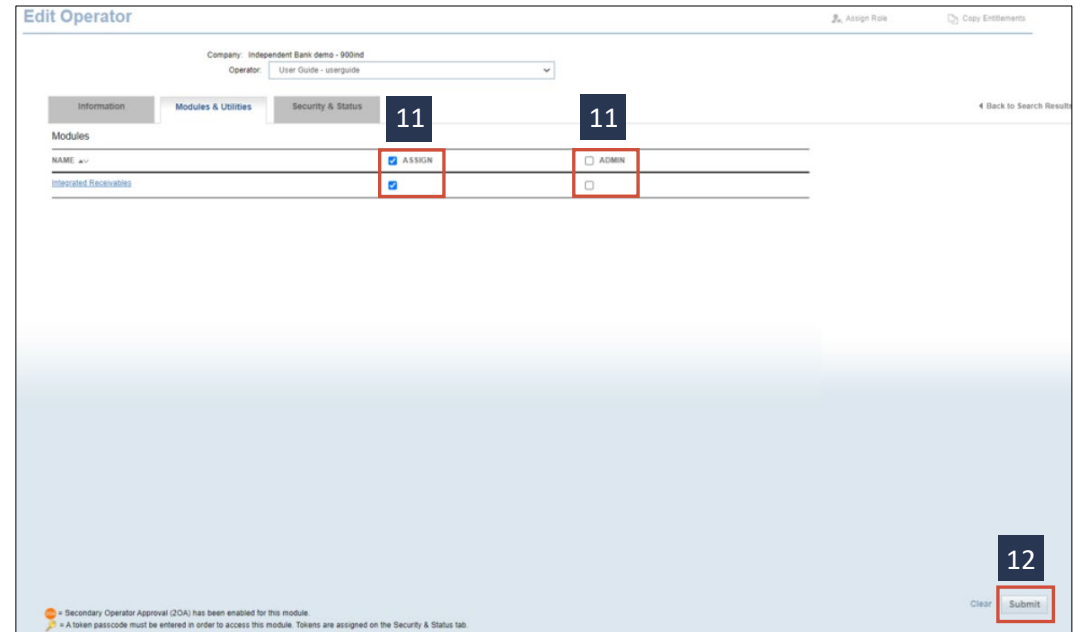 Edit Operator
Assign Role
Copy Entitlements
Company: Independent Bank demo - 900ind
Operator: User Guide - userguide
Information
Modules & Utilities
Security & Status
11
11
Back to Search Results
Modules
NAME
ASSIGN
ADMIN
Integrated Receivables
12
Clear
Submit
= Secondary Operator Approval (2OA) has been enabled for this module.
= A token passcode must be entered in order to access this module. Tokens are assigned on the Security & Status tab.